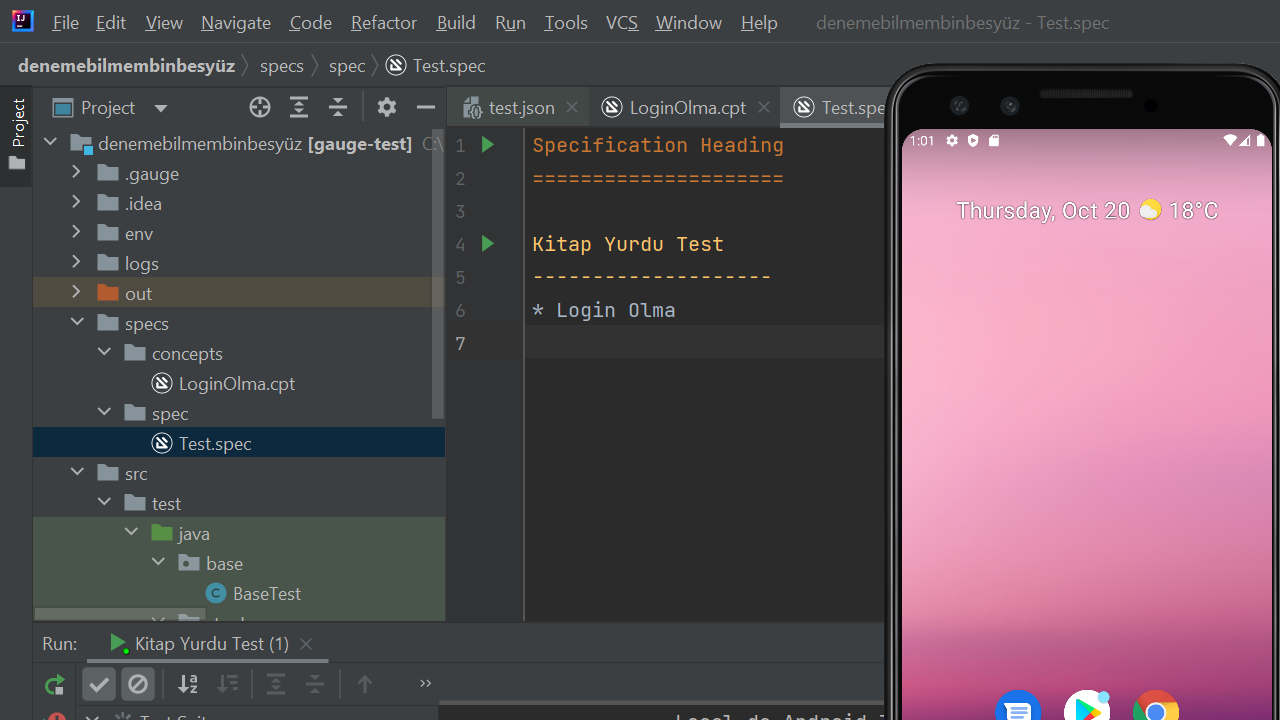 File Edit View Navigate Code Refactor Build Run Tools VCS Window Help denemebilmembinbesyüz - Test.spec
denemebilmembinbesyüz specs spec Test.spec
Project
Project
test.json LoginOlma.cpt Test.spe
denemebilmembinbesyüz [gauge-test] C:\
.gauge
.idea
env
logs
out
specs
concepts
LoginOlma.cpt
spec
Test.spec
src
test
java
base
BaseTest
1 Specification Heading
2 =====================
3
4 Kitap Yurdu Test
5 --------------------
6 * Login Olma
7
1:01
Thursday, Oct 20 18°C
Run: Kitap Yurdu Test (1)